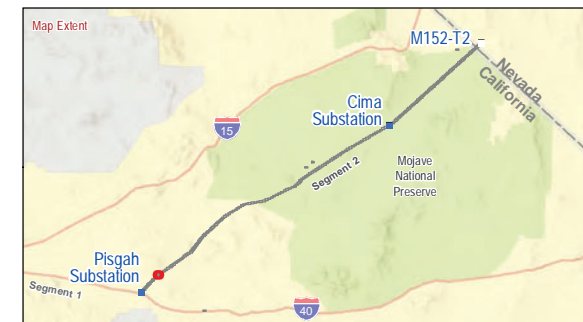 Map Extent
M152-T2
Nevada
California
Cima
Substation
15
Mojave
National
Preserve
Segment 2
Pisgah
Substation
Segment 1
40